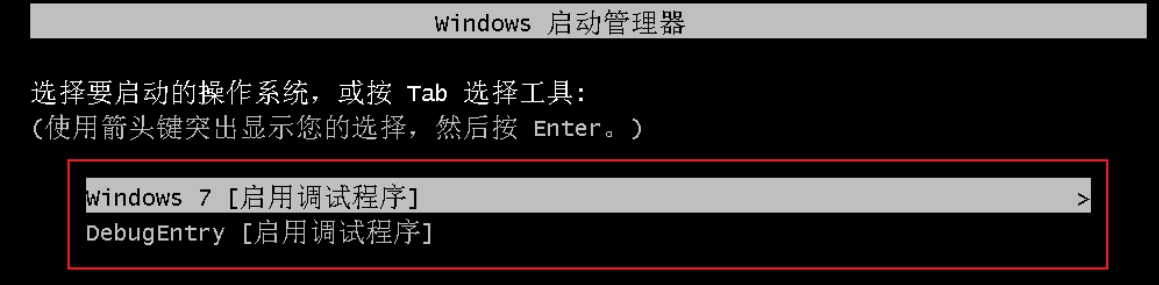 Windows 启动管理器
选择要启动的操作系统，或按 Tab 选择工具:
(使用箭头键突出显示您的选择，然后按 Enter。)
Windows 7 [启用调试程序] >
DebugEntry [启用调试程序]